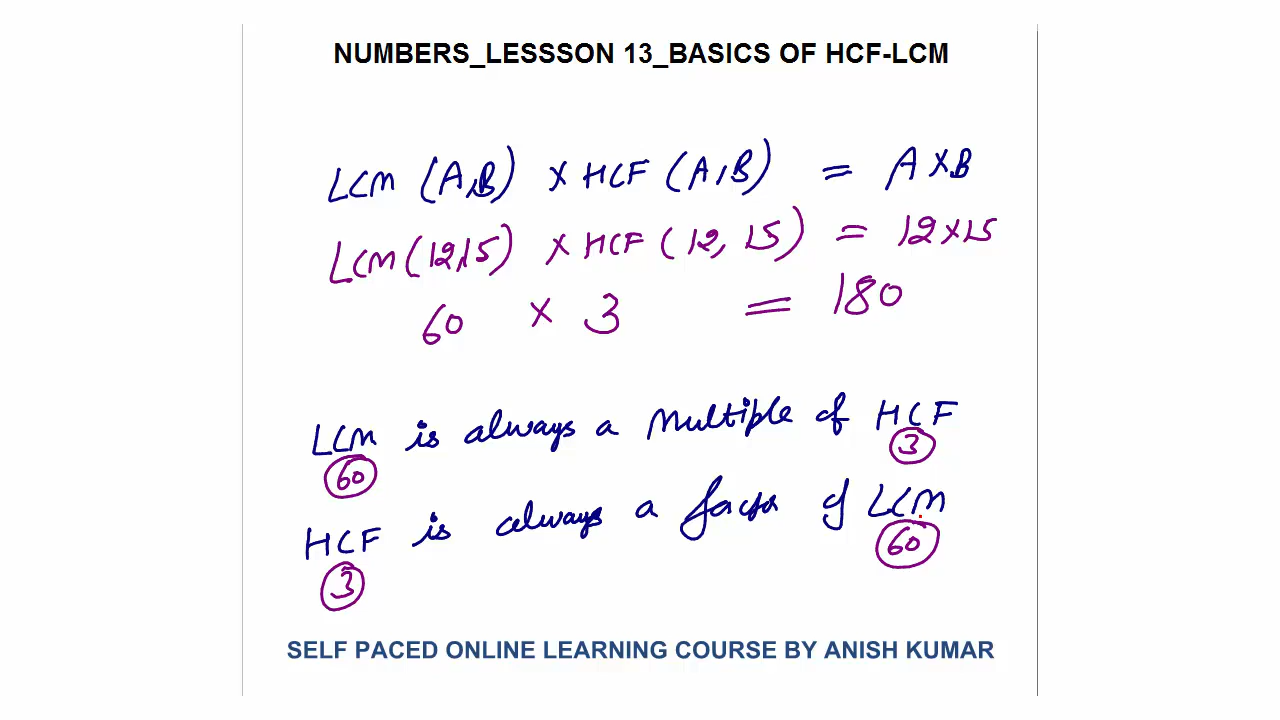 NUMBERS_LESSSON 13_BASICS OF HCF-LCM
LCM (A,B) × HCF (A,B) = A×B
LCM (12,15) × HCF (12, 15) = 12×15
60 × 3 = 180
LCM is always a Multiple of HCF
60 3
HCF is always a factor of LCM
3 60
SELF PACED ONLINE LEARNING COURSE BY ANISH KUMAR